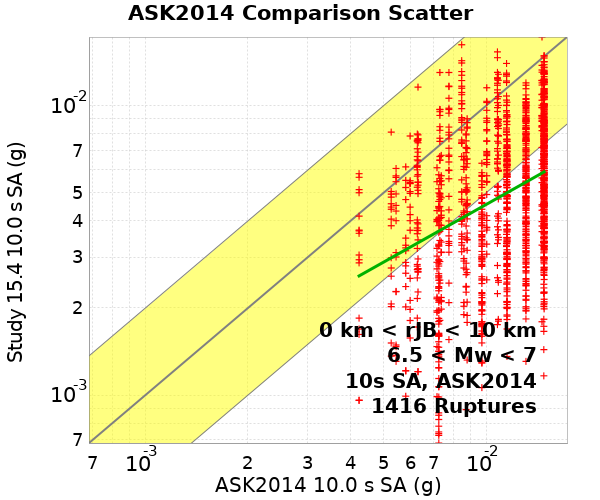 ASK2014 Comparison Scatter
Study 15.4 10.0 s SA (g)
10-2
7
5
4
3
2
10-3
7
0 km < rJB < 10 km
6.5 < Mw < 7
10s SA, ASK2014
1416 Ruptures
7 10-3 2 3 4 5 6 7 10-2
ASK2014 10.0 s SA (g)